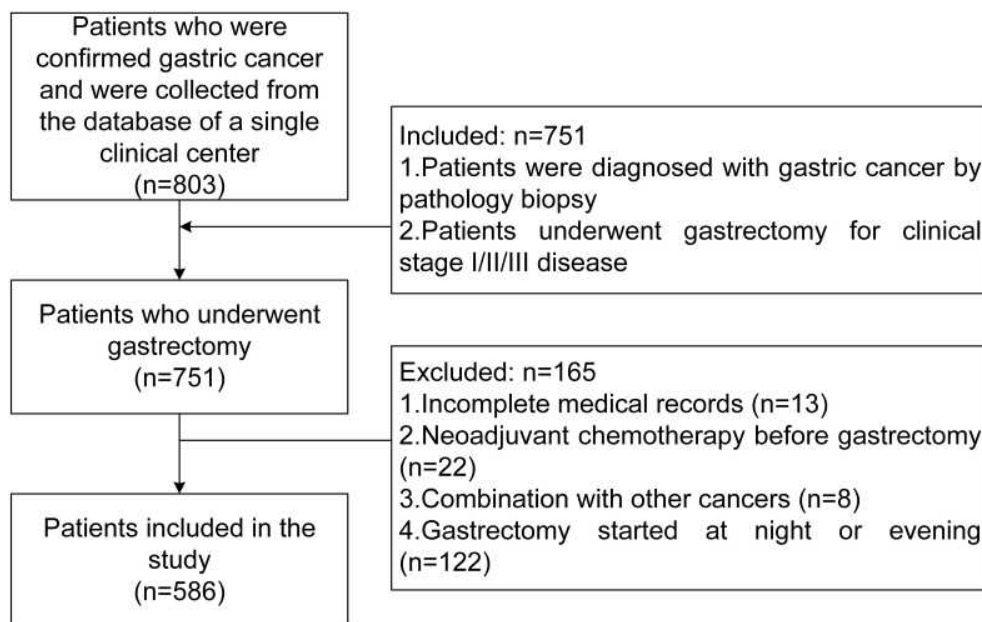 Patients who were
confirmed gastric cancer
and were collected from
the database of a single
clinical center
(n=803)
Included: n=751
1.Patients were diagnosed with gastric cancer by
pathology biopsy
2.Patients underwent gastrectomy for clinical
stage I/II/III disease
Patients who underwent
gastrectomy
(n=751)
Excluded: n=165
1.Incomplete medical records (n=13)
2.Neoadjuvant chemotherapy before gastrectomy
(n=22)
3.Combination with other cancers (n=8)
4.Gastrectomy started at night or evening
(n=122)
Patients included in the
study
(n=586)